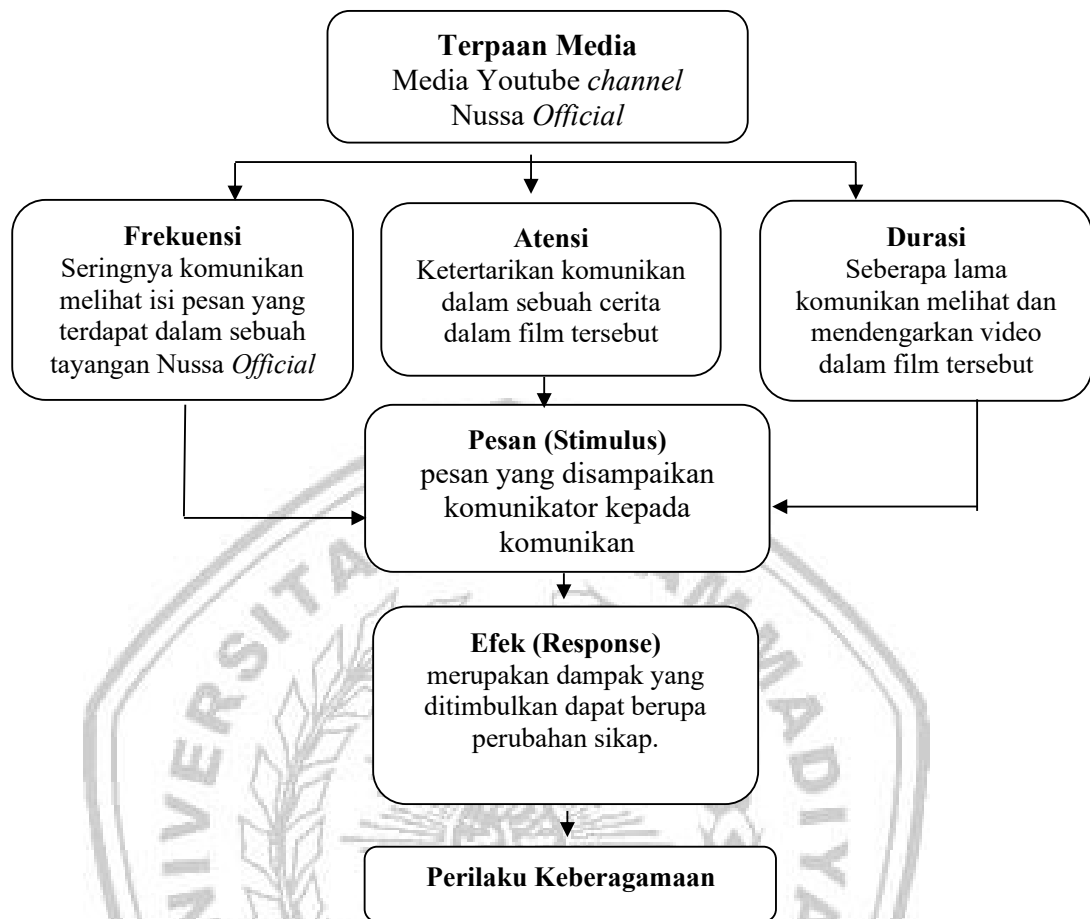 Terpaan Media
Media Youtube channel
Nussa Official
Frekuensi
Seringnya komunikan
melihat isi pesan yang
terdapat dalam sebuah
tayangan Nussa Official
Atensi
Ketertarikan komunikan
dalam sebuah cerita
dalam film tersebut
Durasi
Seberapa lama
komunikan melihat dan
mendengarkan video
dalam film tersebut
Pesan (Stimulus)
pesan yang disampaikan
komunikator kepada
komunikan
Efek (Response)
merupakan dampak yang
ditimbulkan dapat berupa
perubahan sikap.
Perilaku Keberagamaan